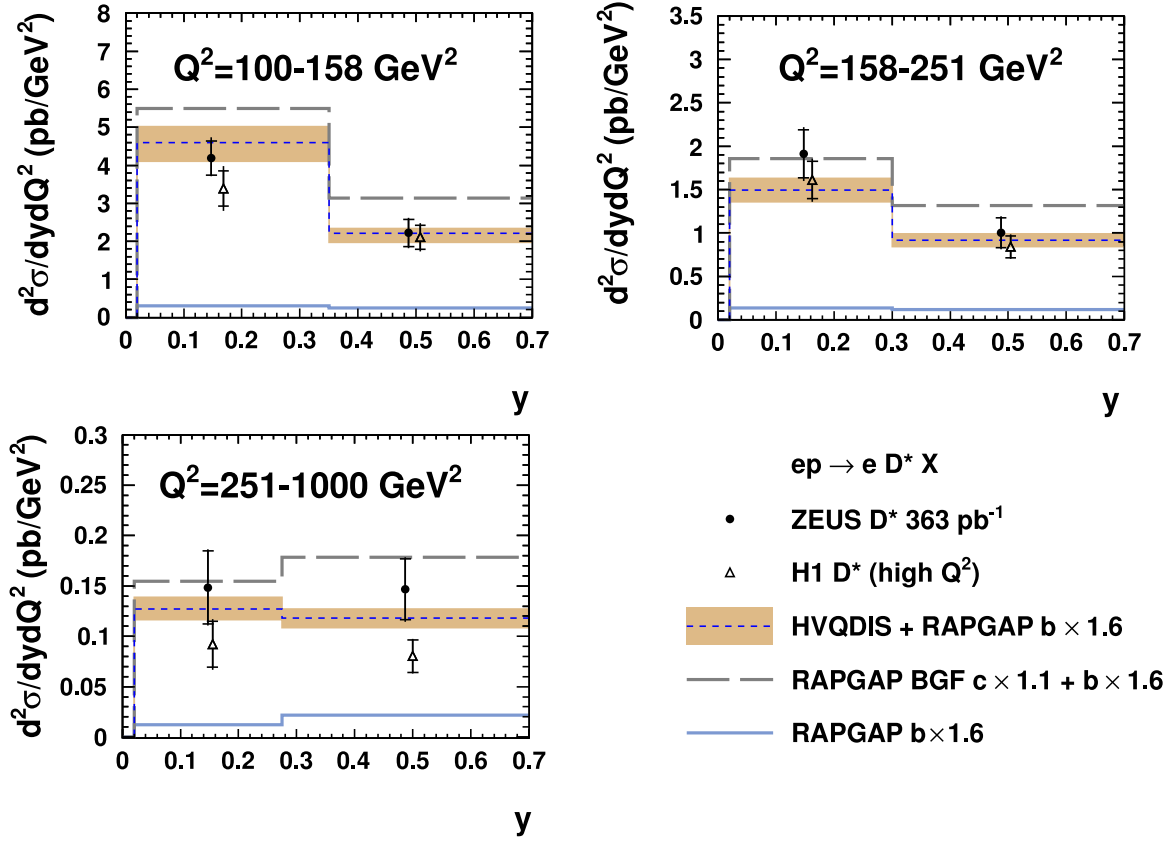 d²σ/dydQ² (pb/GeV²)
8
7
6
5
4
3
2
1
0
Q²=100-158 GeV²
0 0.1 0.2 0.3 0.4 0.5 0.6 0.7
y
d²σ/dydQ² (pb/GeV²)
3.5
3
2.5
2
1.5
1
0.5
0
Q²=158-251 GeV²
0 0.1 0.2 0.3 0.4 0.5 0.6 0.7
y
d²σ/dydQ² (pb/GeV²)
0.3
0.25
0.2
0.15
0.1
0.05
0
Q²=251-1000 GeV²
0 0.1 0.2 0.3 0.4 0.5 0.6 0.7
y
ep → e D* X
ZEUS D* 363 pb⁻¹
H1 D* (high Q²)
HVQDIS + RAPGAP b × 1.6
RAPGAP BGF c × 1.1 + b × 1.6
RAPGAP b×1.6